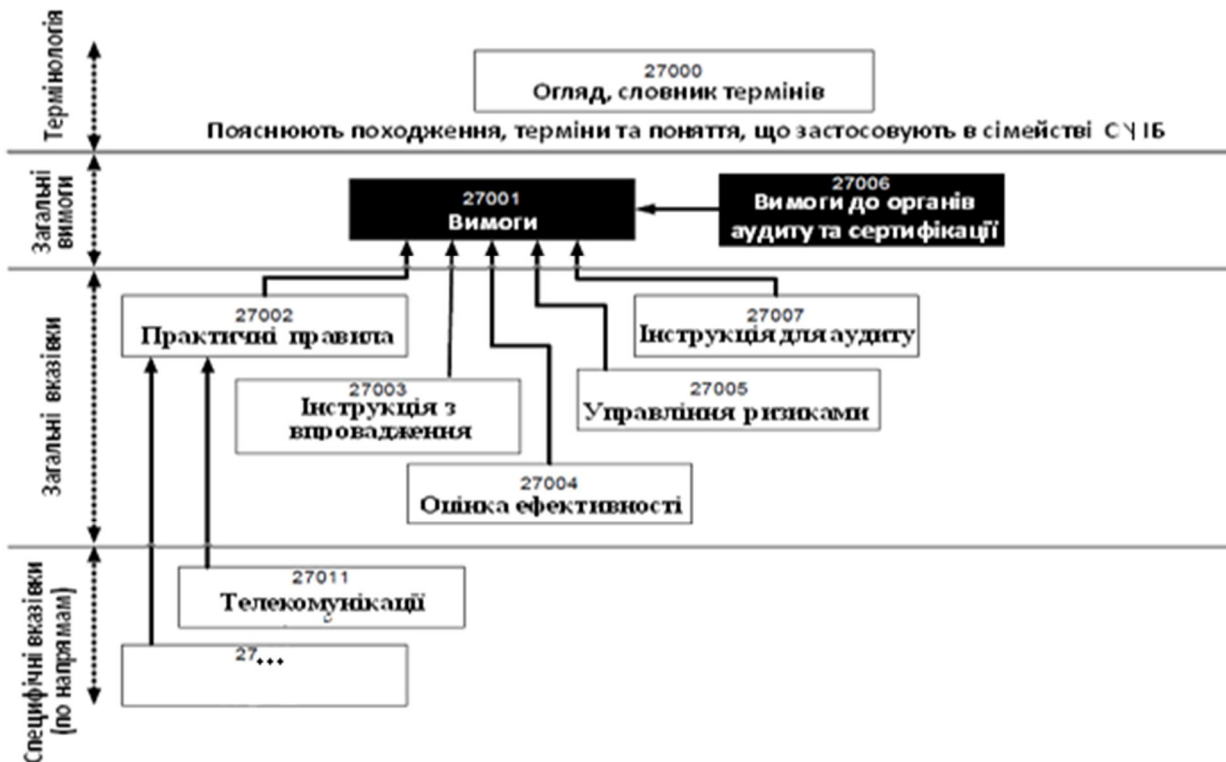 Термінологія
27000
Огляд, словник термінів
Пояснюють походження, терміни та поняття, що застосовують в сімействі СУІБ
Загальні
вимоги
27001
Вимоги
27006
Вимоги до органів
аудиту та сертифікації
Загальні вказівки
27002
Практичні правила
27007
Інструкція для аудиту
27003
Інструкція з
впровадження
27005
Управління ризиками
27004
Оцінка ефективності
Специфічні вказівки
(по напрямам)
27011
Телекомунікації
27...